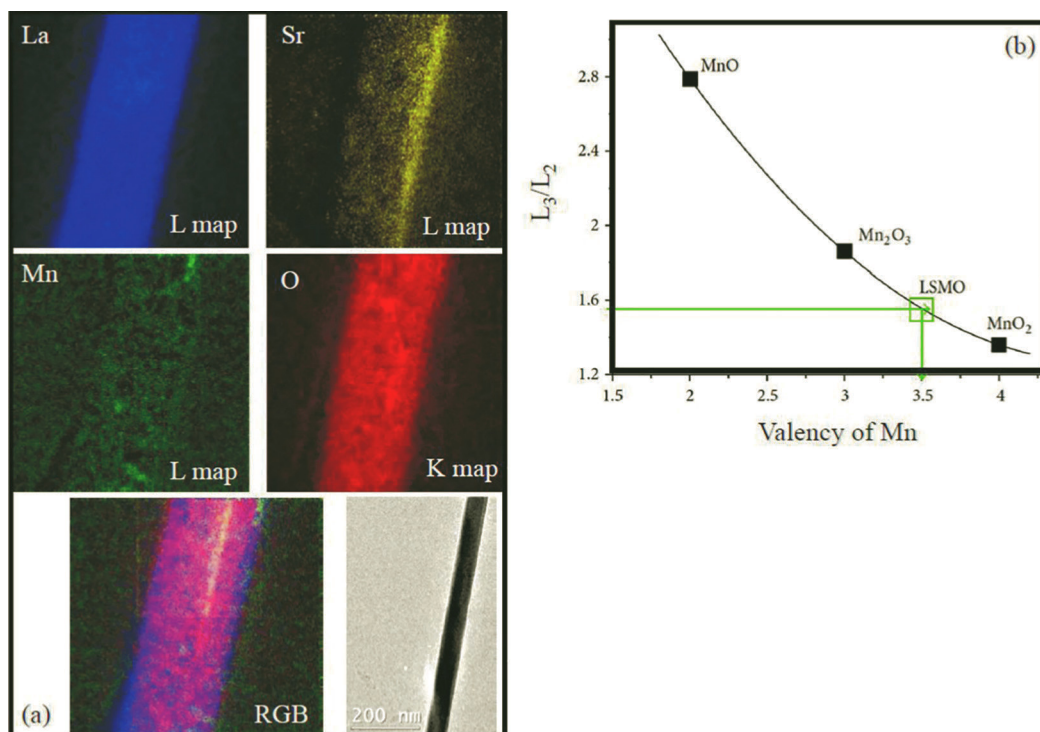 La
L map
Sr
L map
Mn
L map
O
K map
(a)
RGB
200 nm
(b)
L₃/L₂
2.8
2.4
2
1.6
1.2
MnO
Mn₂O₃
LSMO
MnO₂
1.5 2 2.5 3 3.5 4
Valency of Mn